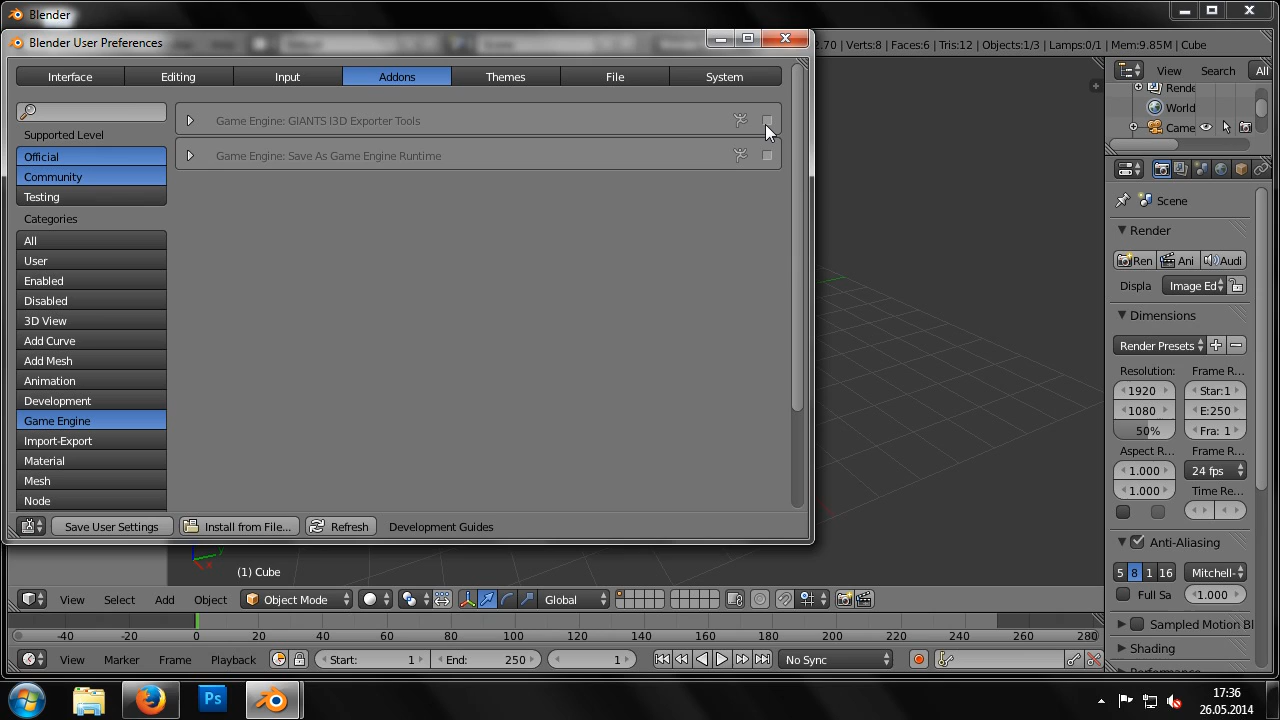 Blender
Blender User Preferences
2.70 | Verts:8 | Faces:6 | Tris:12 | Objects:1/3 | Lamps:0/1 | Mem:9.85M | Cube
Interface
Editing
Input
Addons
Themes
File
System
View
Search
All
Rende
World
Came
Supported Level
Official
Community
Testing
Categories
All
User
Enabled
Disabled
3D View
Add Curve
Add Mesh
Animation
Development
Game Engine
Import-Export
Material
Mesh
Node
Game Engine: GIANTS I3D Exporter Tools
Game Engine: Save As Game Engine Runtime
Save User Settings
Install from File...
Refresh
Development Guides
Scene
Render
Ren
Ani
Audi
Displa
Image Ed
Dimensions
Render Presets
Resolution:
Frame R...
1920
Star:1
1080
E:250
50%
Fra: 1
Aspect R...
Frame R...
1.000
24 fps
Time Re...
1.000
Anti-Aliasing
5
8
1
16
Mitchell-
Full Sa
1.000
Sampled Motion Bl
Shading
(1) Cube
View
Select
Add
Object
Object Mode
Global
-40
-20
0
20
40
60
80
100
120
140
160
180
200
220
240
260
280
View
Marker
Frame
Playback
Start:
1
End:
250
1
No Sync
Ps
17:36
26.05.2014